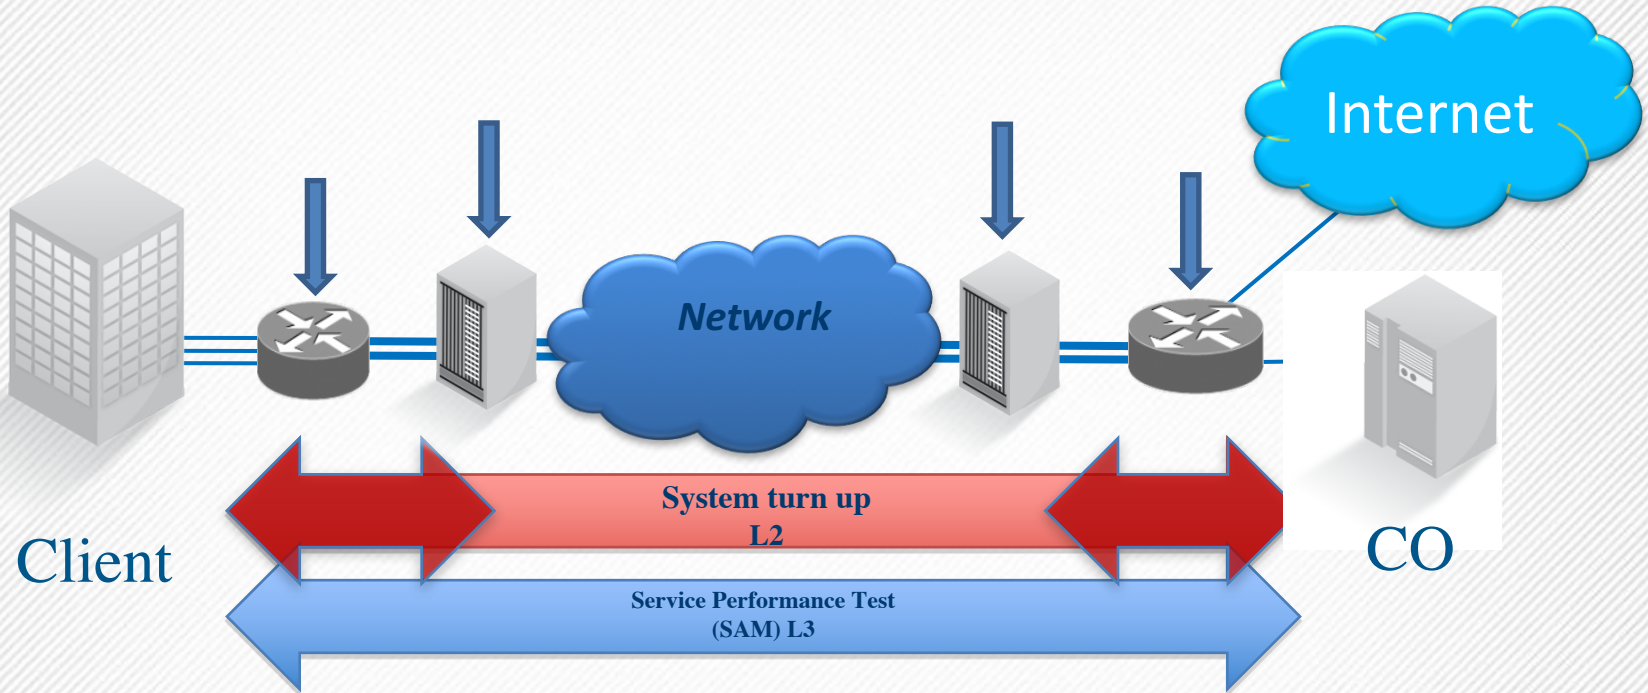 Internet
Network
System turn up
L2
Client
CO
Service Performance Test
(SAM) L3